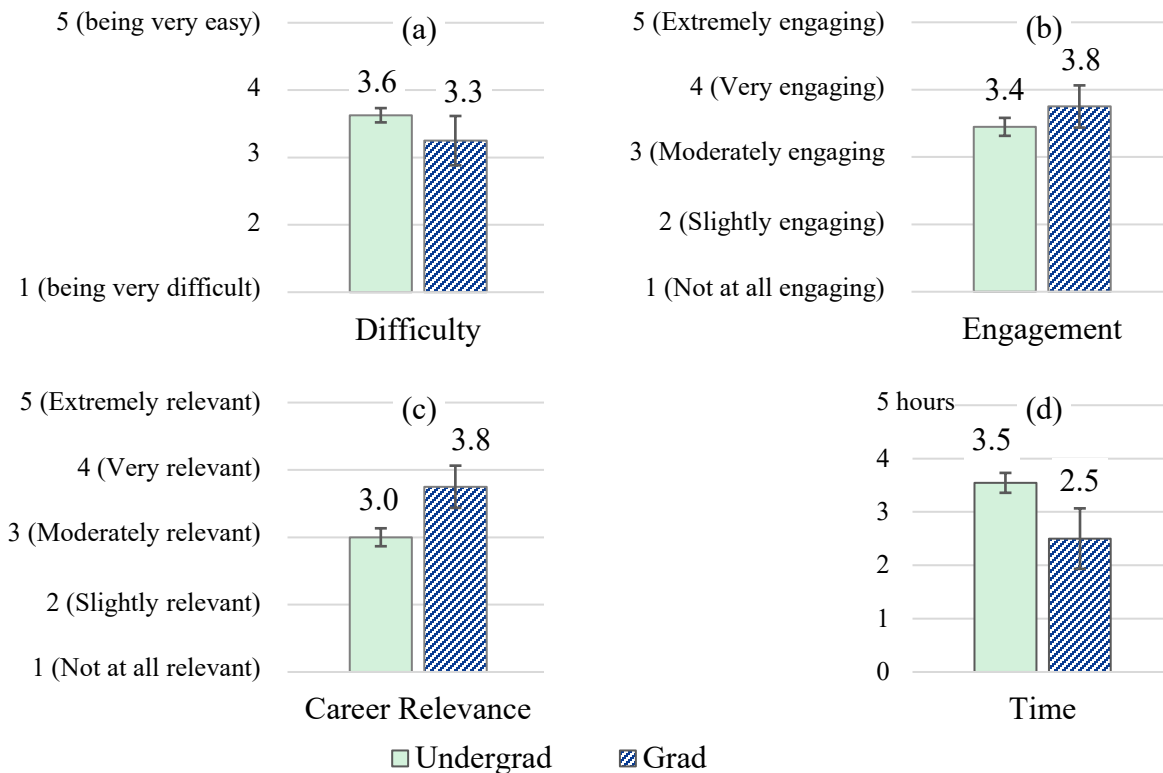 5 (being very easy)
(a)
3.6
3.3
4
3
2
1 (being very difficult)
Difficulty
5 (Extremely engaging)
(b)
3.8
3.4
4 (Very engaging)
3 (Moderately engaging
2 (Slightly engaging)
1 (Not at all engaging)
Engagement
5 (Extremely relevant)
(c)
3.8
3.0
4 (Very relevant)
3 (Moderately relevant)
2 (Slightly relevant)
1 (Not at all relevant)
Career Relevance
5 hours
(d)
3.5
2.5
4
3
2
1
0
Time
Undergrad
Grad